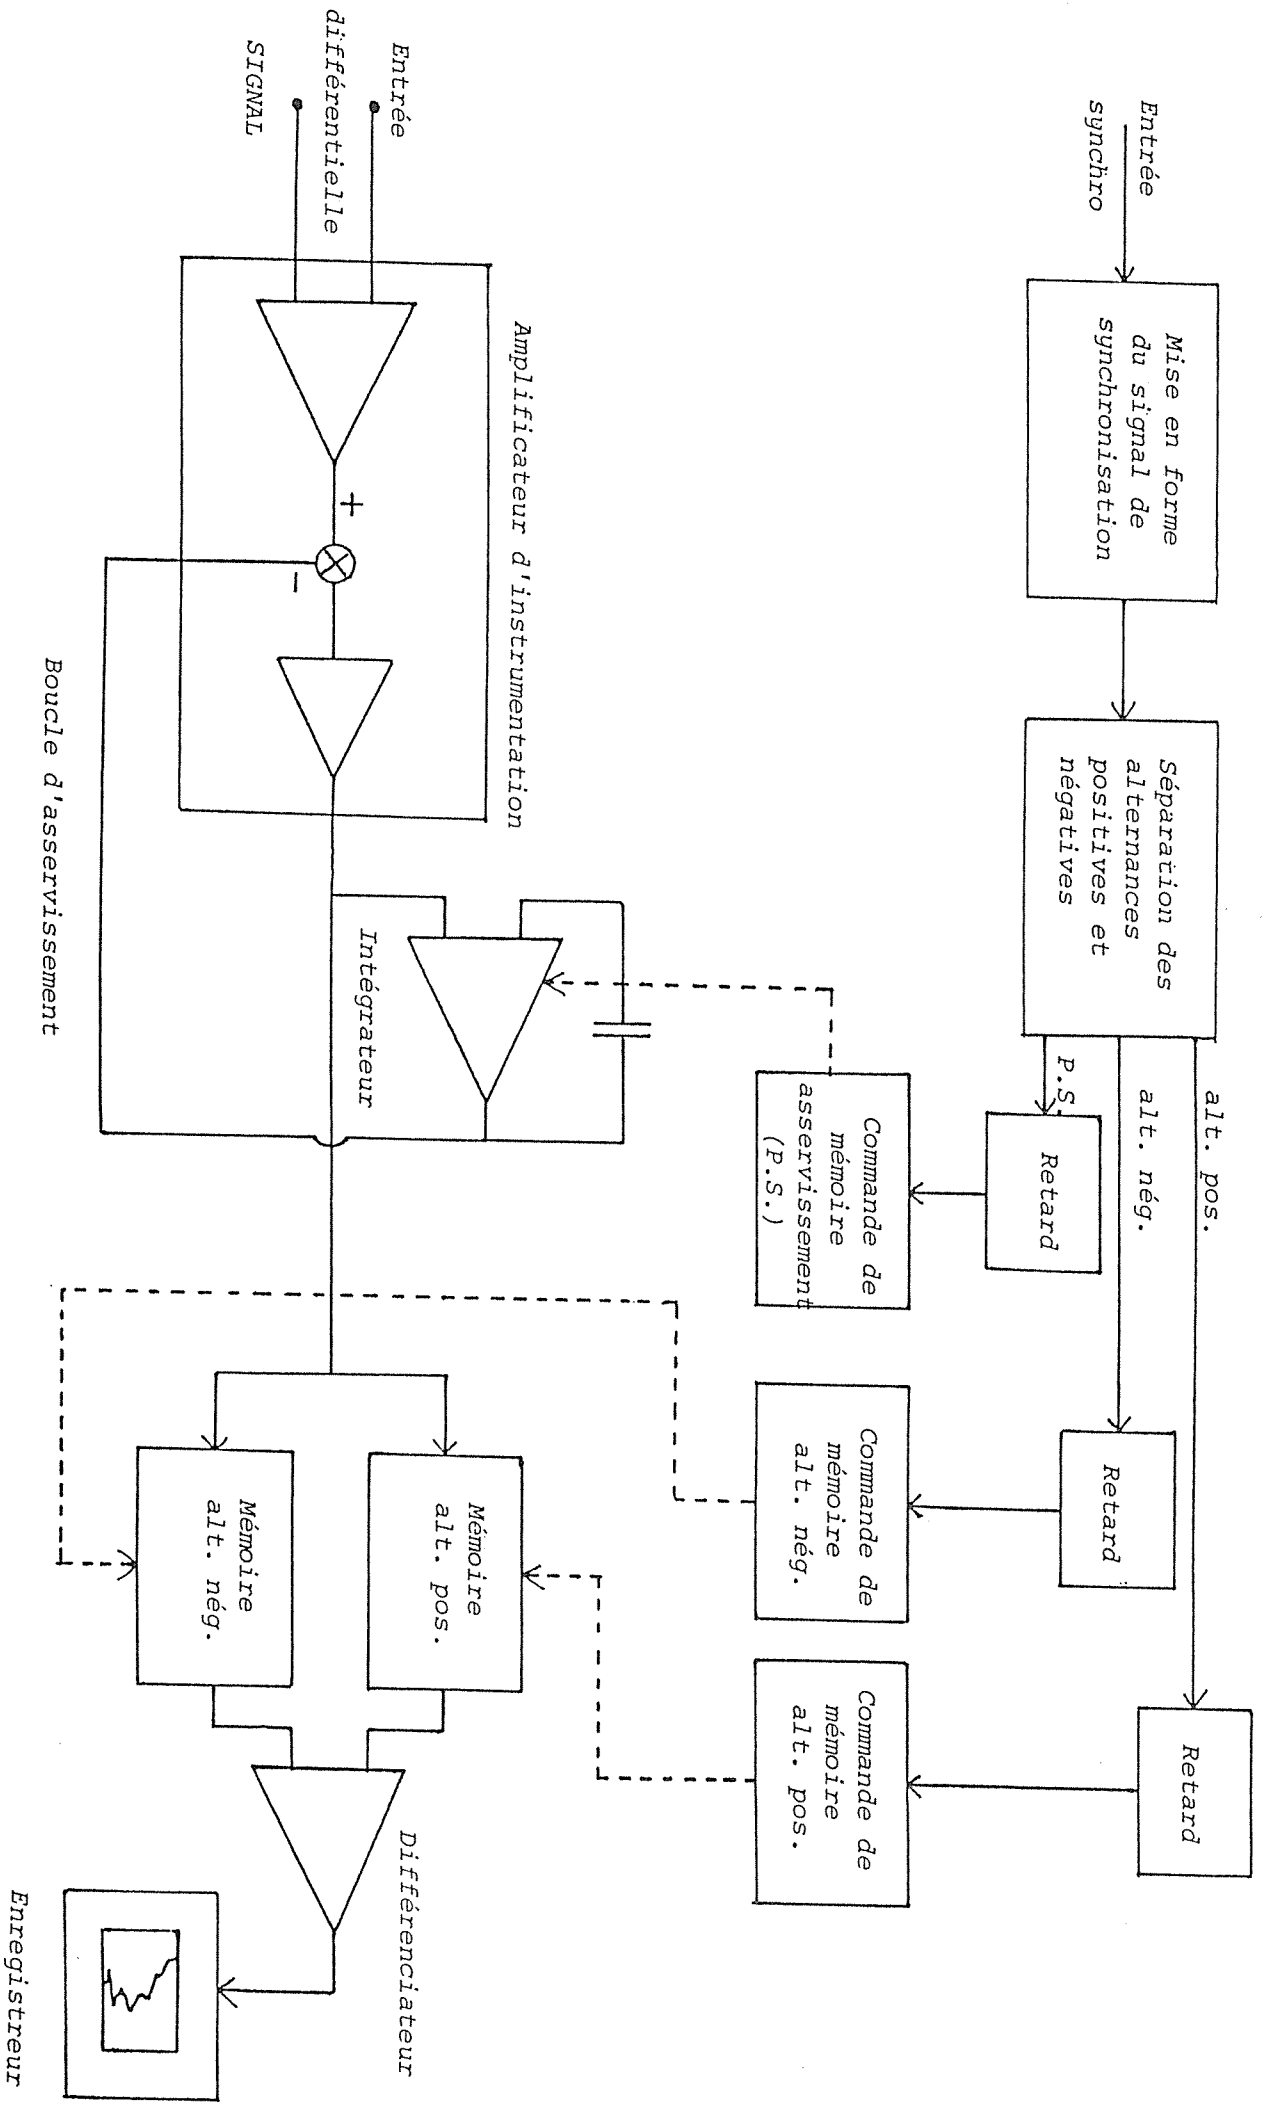 Entrée
synchro
Mise en forme
du signal de
synchronisation
Séparation des
alternances
positives et
négatives
alt. pos.
alt. nég.
P.S.
Retard
Retard
Retard
Commande de
mémoire
asservissement
(P.S.)
Commande de
mémoire
alt. nég.
Commande de
mémoire
alt. pos.
Amplificateur d'instrumentation
Entrée
différentielle
SIGNAL
+
-
Intégrateur
Boucle d'asservissement
Mémoire
alt. pos.
Mémoire
alt. nég.
Différenciateur
Enregistreur